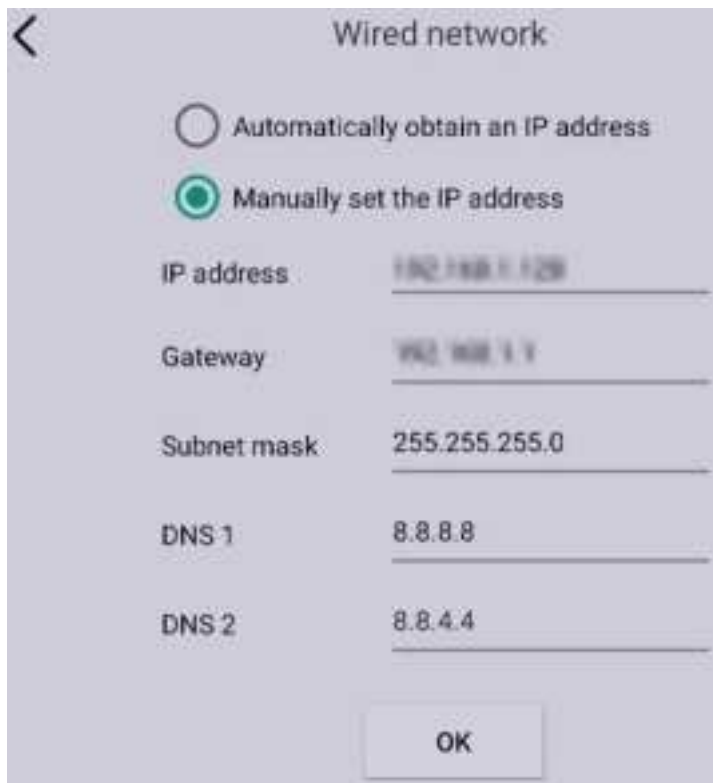 Wired network
Automatically obtain an IP address
Manually set the IP address
IP address
Gateway
Subnet mask 255.255.255.0
DNS 1 8.8.8.8
DNS 2 8.8.4.4
OK